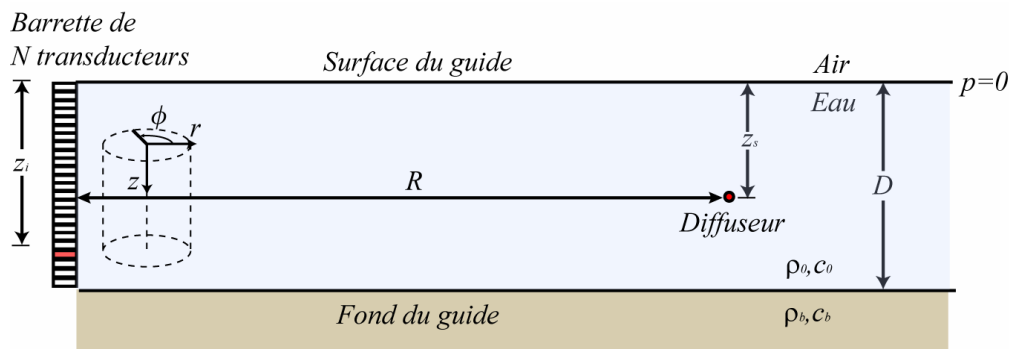 Barrette de
N transducteurs
Surface du guide
Air
p=0
Eau
ϕ
r
zᵢ
z
zₛ
R
D
Diffuseur
ρ₀,c₀
Fond du guide
ρb,cb